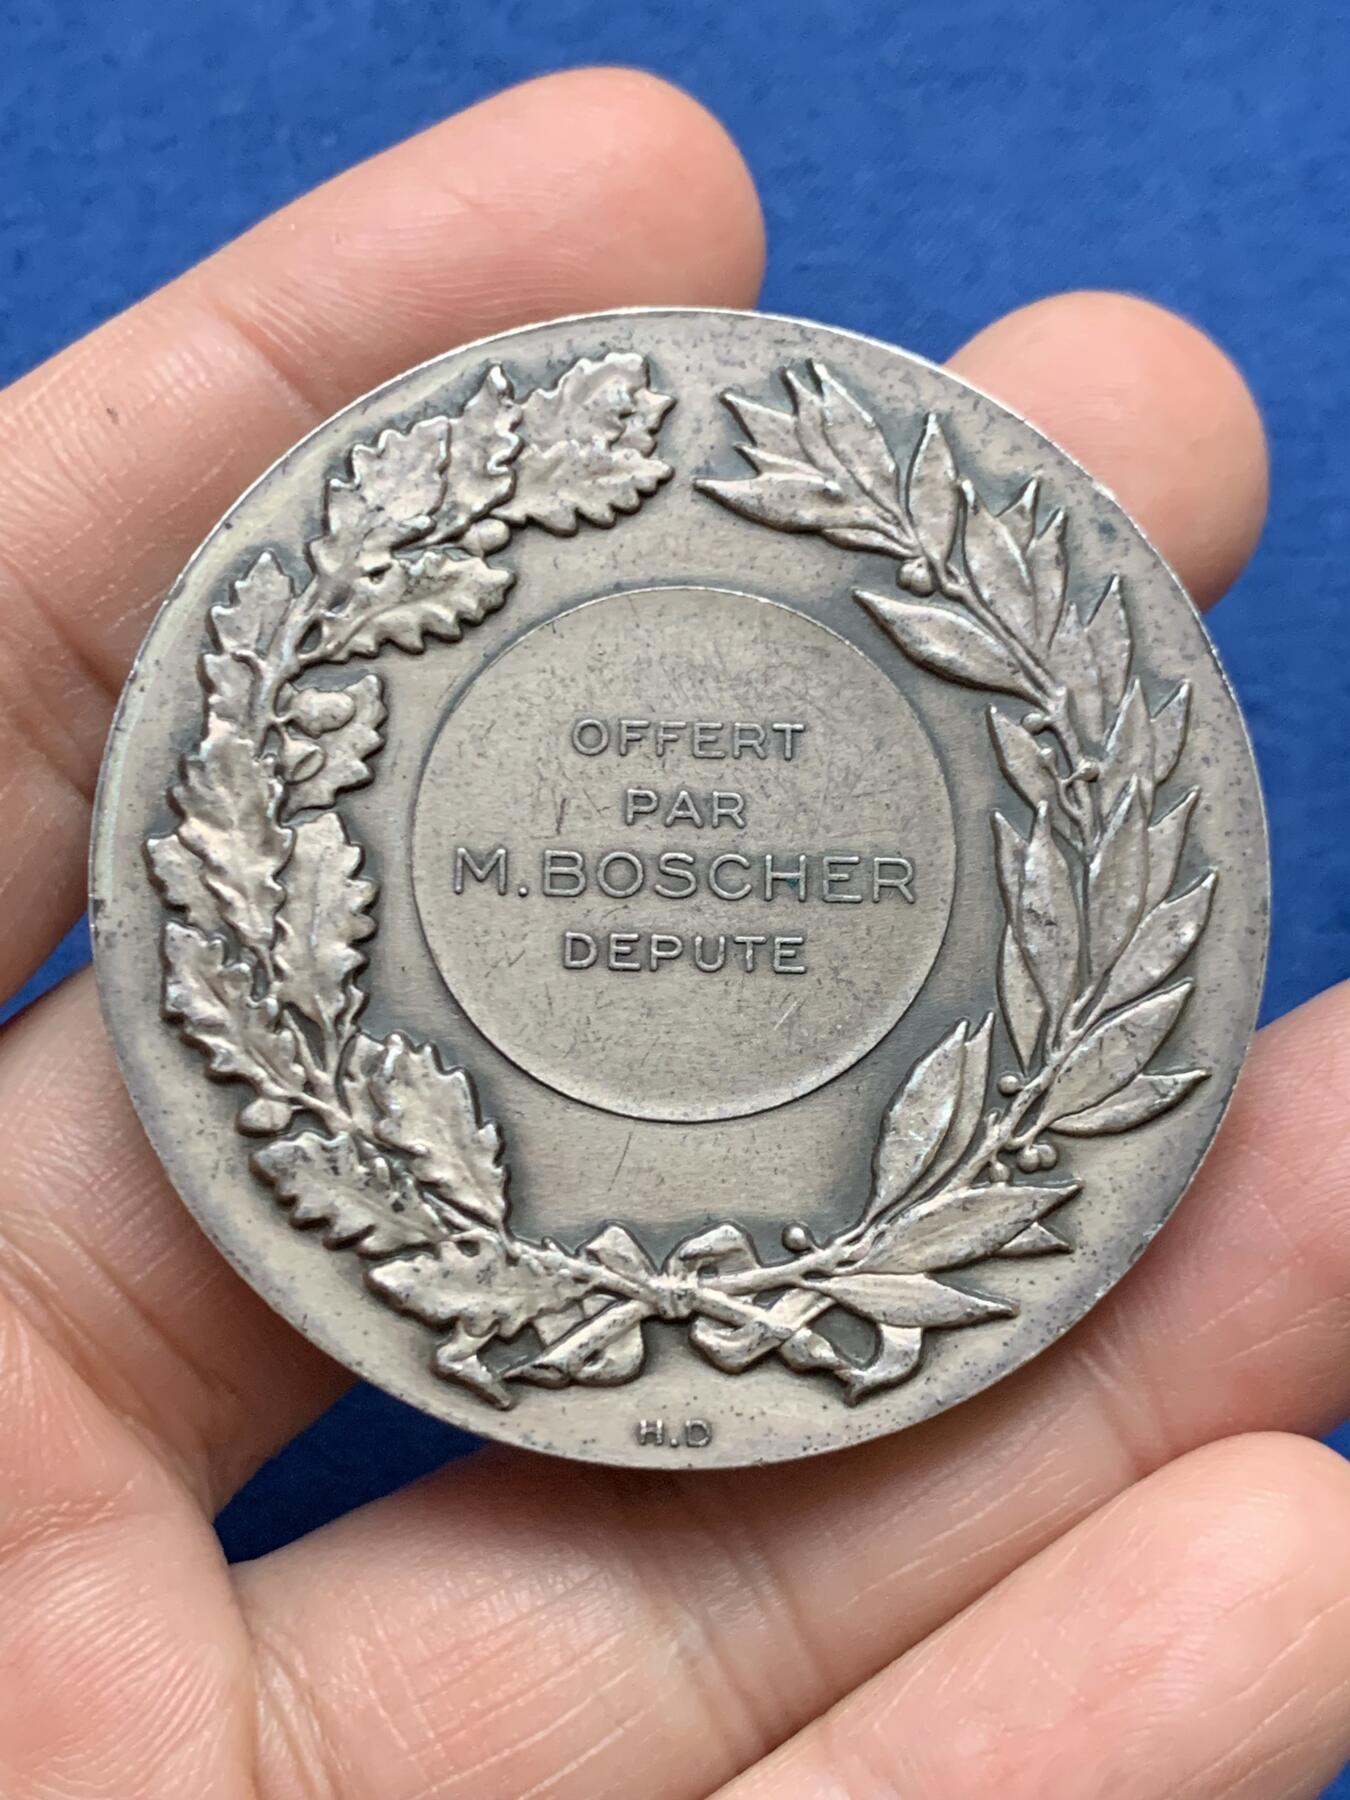 OFFERT
PAR
M.BOSCHER
DEPUTE
H.D